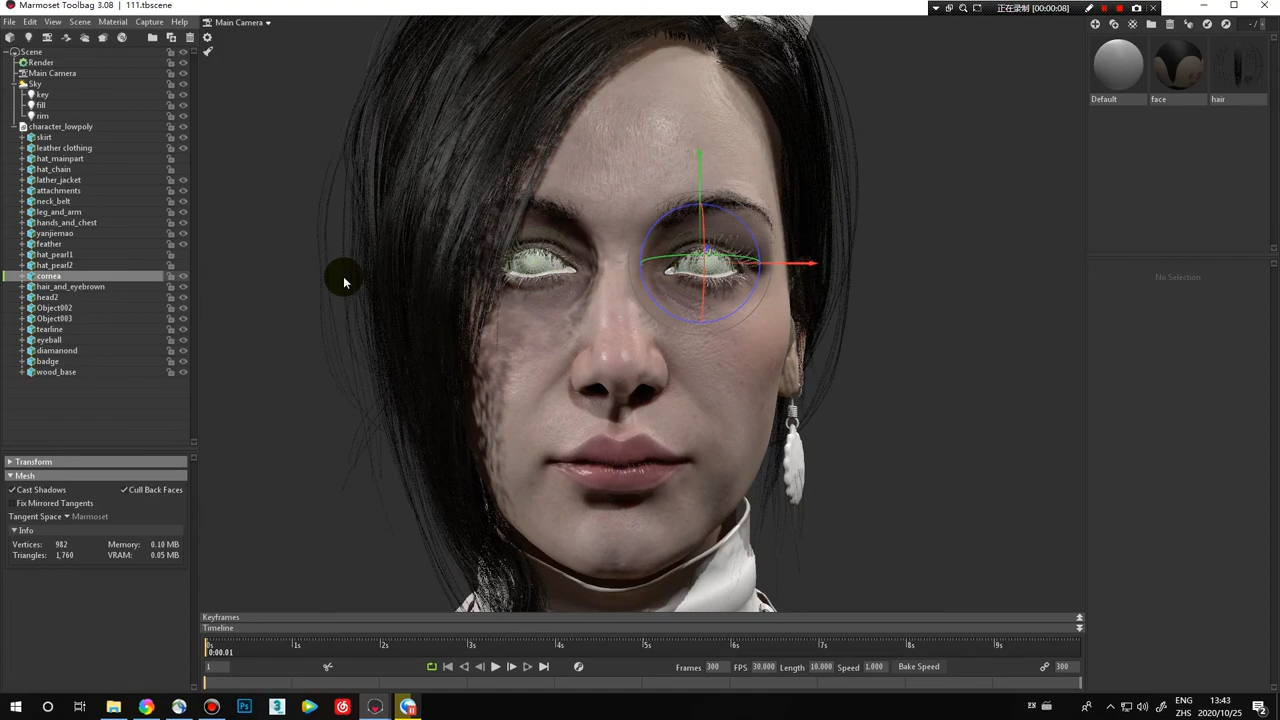 Marmoset Toolbag 3.08 | 111.tbscene
正在录制 [00:00:08]
File Edit View Scene Material Capture Help
Main Camera
Scene
Render
Main Camera
Sky
key
fill
rim
character_lowpoly
skirt
leather clothing
hat_mainpart
hat_chain
lather_jacket
attachments
neck_belt
leg_and_arm
hands_and_chest
yanjiemao
feather
hat_pearl1
hat_pearl2
cornea
hair_and_eyebrown
head2
Object002
Object003
tearline
eyeball
diamanond
badge
wood_base
Transform
Mesh
Cast Shadows Cull Back Faces
Fix Mirrored Tangents
Tangent Space Marmoset
Info
Vertices: 982 Memory: 0.10 MB
Triangles: 1,760 VRAM: 0.05 MB
Default face hair
No Selection
Keyframes
Timeline
0s 1s 2s 3s 4s 5s 6s 7s 8s 9s
0:00.01
1 Frames 300 FPS 30.000 Length 10.000 Speed 1.000 Bake Speed 300
ENG
ZHS
13:43
2020/10/25
2